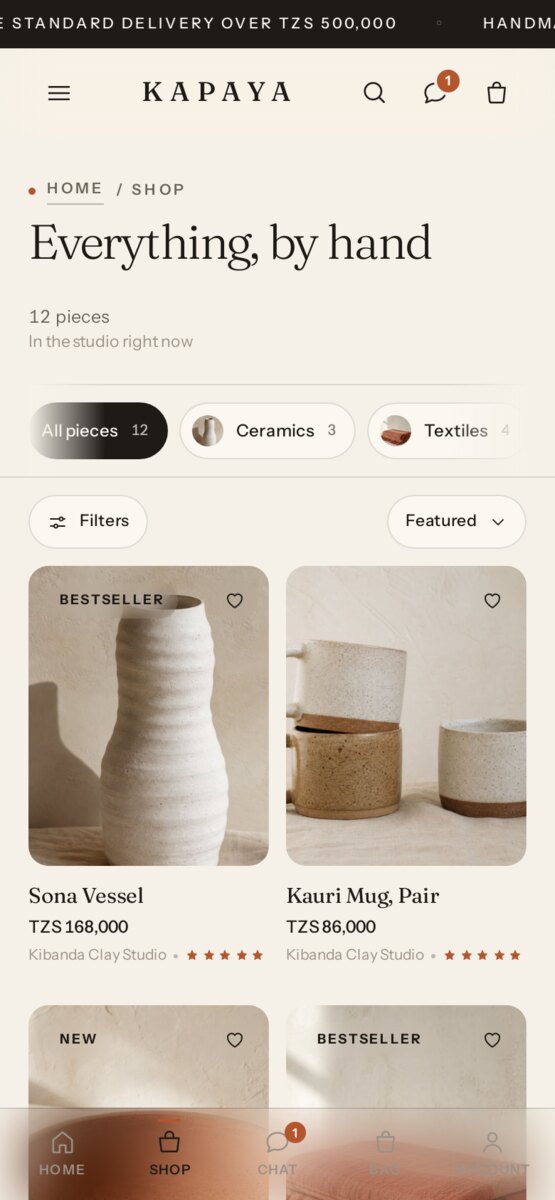 E STANDARD DELIVERY OVER TZS 500,000 ◦ HANDMA
KAPAYA
1
HOME / SHOP
Everything, by hand
12 pieces
In the studio right now
All pieces 12
Ceramics 3
Textiles 4
Filters
Featured
BESTSELLER
Sona Vessel
TZS 168,000
Kibanda Clay Studio •
Kauri Mug, Pair
TZS 86,000
Kibanda Clay Studio •
NEW
BESTSELLER
1
HOME
SHOP
CHAT
BAG
ACCOUNT